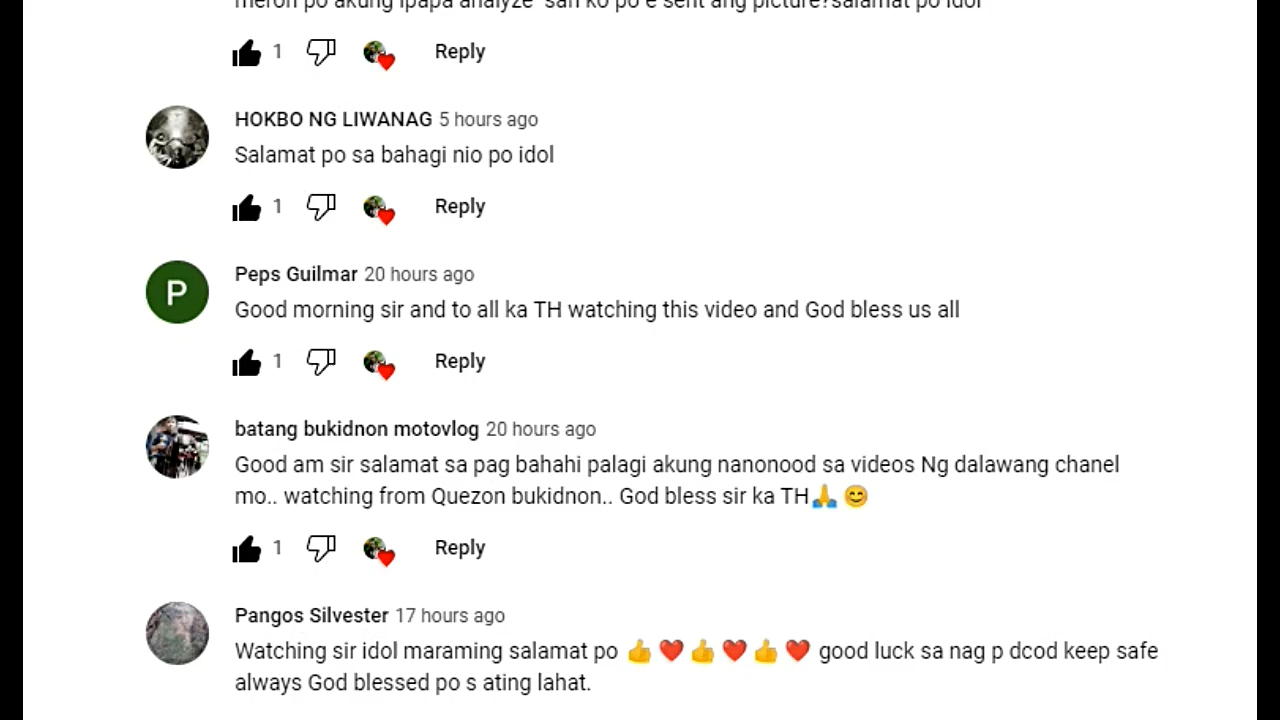 meron po akung ipapa analyze san ko po e sent ang picture?salamat po idol
1 Reply
HOKBO NG LIWANAG 5 hours ago
Salamat po sa bahagi nio po idol
1 Reply
P
Peps Guilmar 20 hours ago
Good morning sir and to all ka TH watching this video and God bless us all
1 Reply
batang bukidnon motovlog 20 hours ago
Good am sir salamat sa pag bahahi palagi akung nanonood sa videos Ng dalawang chanel
mo.. watching from Quezon bukidnon.. God bless sir ka TH🙏😊
1 Reply
Pangos Silvester 17 hours ago
Watching sir idol maraming salamat po 👍❤️👍❤️👍❤️ good luck sa nag p dcod keep safe
always God blessed po s ating lahat.